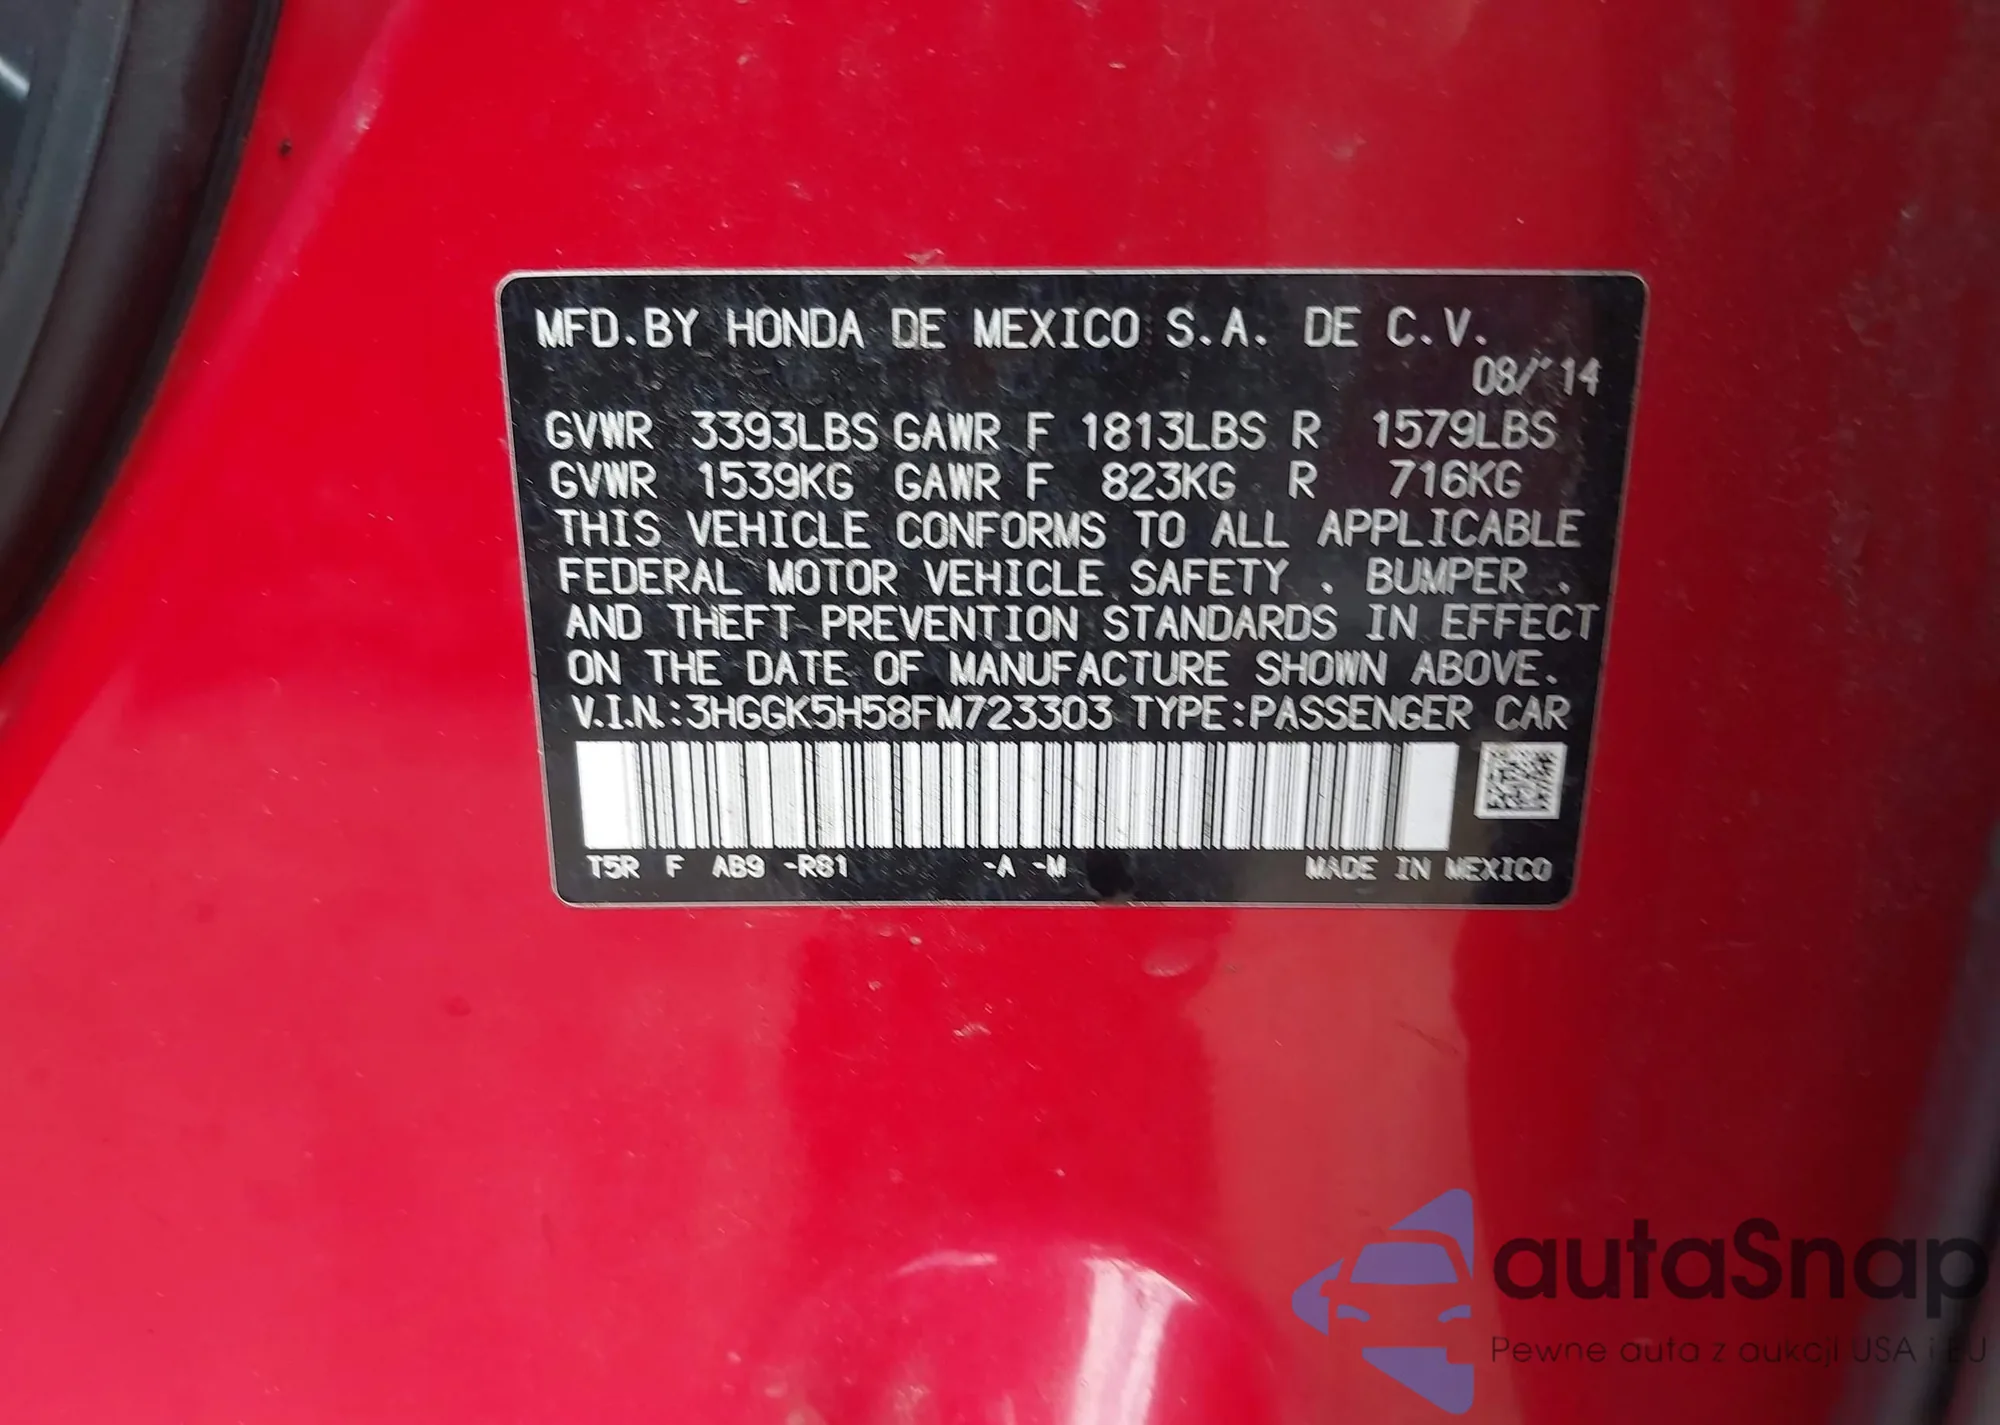 MFD.BY HONDA DE MEXICO S.A. DE C.V.
08/'14
GVWR 3393LBS GAWR F 1813LBS R 1579LBS
GVWR 1539KG GAWR F 823KG R 716KG
THIS VEHICLE CONFORMS TO ALL APPLICABLE
FEDERAL MOTOR VEHICLE SAFETY , BUMPER ,
AND THEFT PREVENTION STANDARDS IN EFFECT
ON THE DATE OF MANUFACTURE SHOWN ABOVE.
V.I.N.:3HGGK5H58FM723303 TYPE:PASSENGER CAR
T5R F AB9 -R81 -A -M MADE IN MEXICO
autaSnap
Pewne auta z aukcji USA i EU